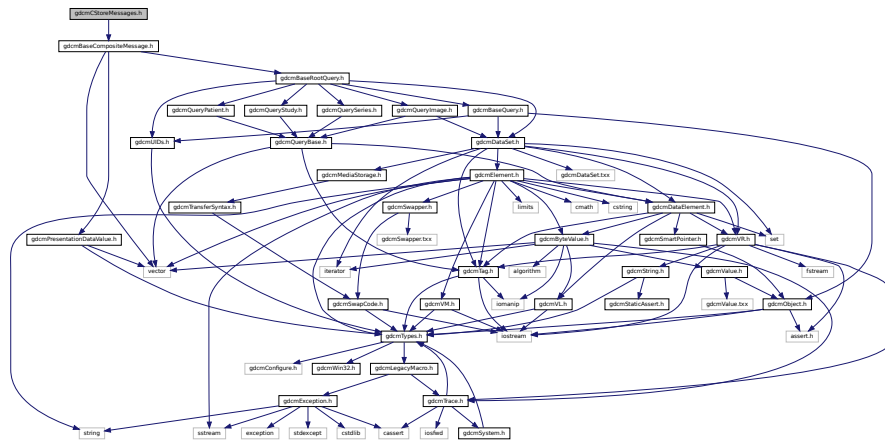 gdcmCStoreMessages.h
gdcmBaseCompositeMessage.h
gdcmBaseRootQuery.h
gdcmQueryPatient.h
gdcmQueryStudy.h
gdcmQuerySeries.h
gdcmQueryImage.h
gdcmBaseQuery.h
gdcmUIDs.h
gdcmQueryBase.h
gdcmDataSet.h
gdcmMediaStorage.h
gdcmElement.h
gdcmDataSet.txx
gdcmTransferSyntax.h
gdcmSwapper.h
limits
cmath
cstring
gdcmDataElement.h
gdcmPresentationDataValue.h
gdcmSwapper.txx
gdcmByteValue.h
gdcmSmartPointer.h
gdcmVR.h
set
vector
iterator
gdcmTag.h
algorithm
gdcmString.h
gdcmValue.h
fstream
gdcmSwapCode.h
gdcmVM.h
iomanip
gdcmVL.h
gdcmStaticAssert.h
gdcmValue.txx
gdcmObject.h
gdcmTypes.h
iostream
assert.h
gdcmConfigure.h
gdcmWin32.h
gdcmLegacyMacro.h
gdcmException.h
gdcmTrace.h
string
sstream
exception
stdexcept
cstdlib
cassert
iosfwd
gdcmSystem.h